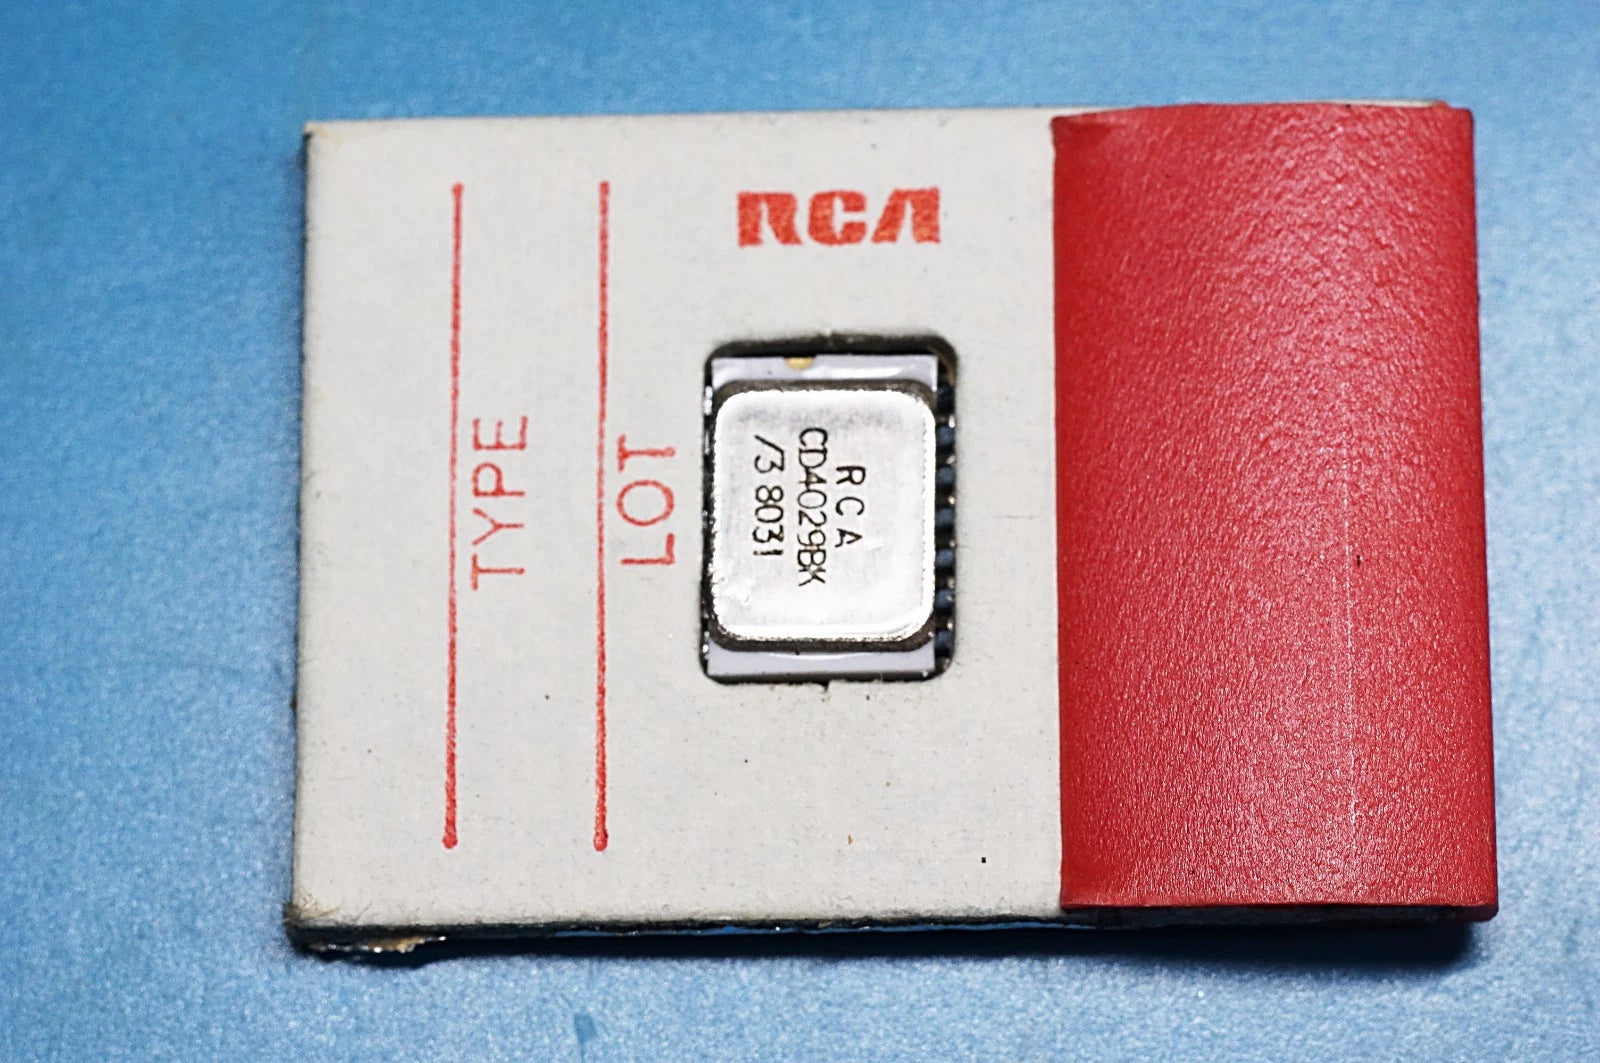 RCA
TYPE
LOT
RCA
CD4029BK
/3 8031